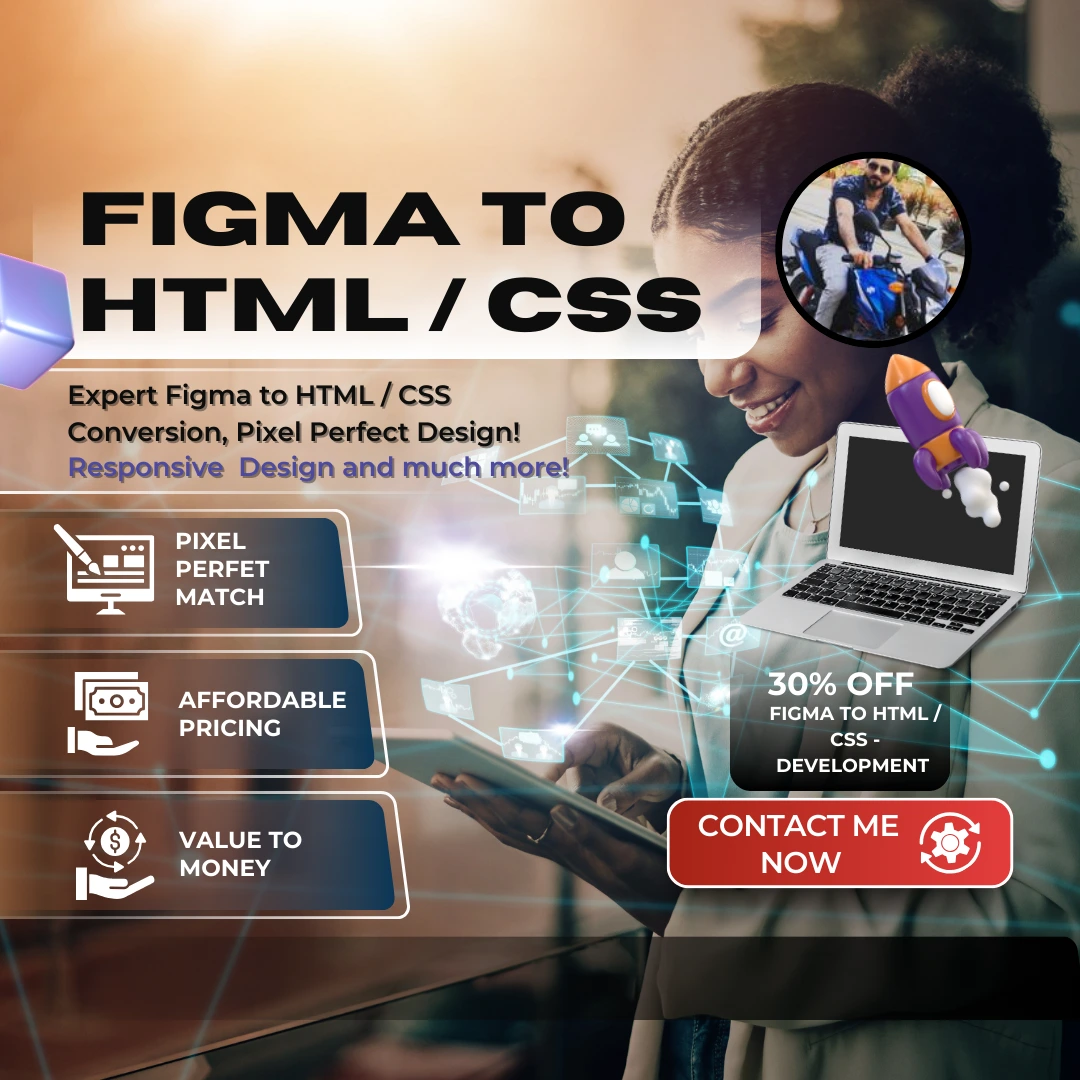 FIGMA TO
HTML / CSS
Expert Figma to HTML / CSS
Conversion, Pixel Perfect Design!
Responsive  Design and much more!
PIXEL
PERFET
MATCH
AFFORDABLE
PRICING
VALUE TO
MONEY
@
30% OFF
FIGMA TO HTML /
CSS -
DEVELOPMENT
CONTACT ME
NOW